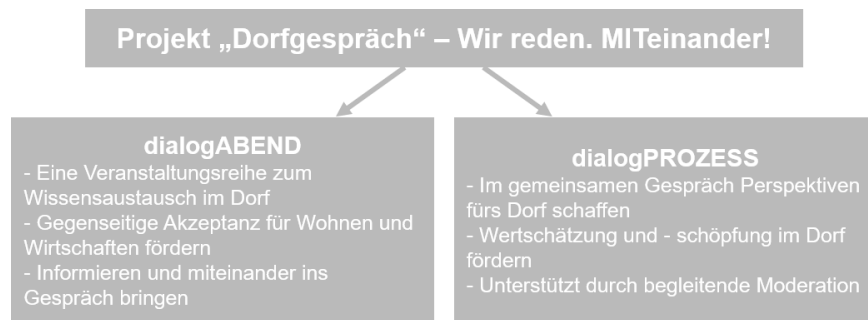 Projekt „Dorfgespräch“ – Wir reden. MITeinander!
dialogABEND
- Eine Veranstaltungsreihe zum
Wissensaustausch im Dorf
- Gegenseitige Akzeptanz für Wohnen und
Wirtschaften fördern
- Informieren und miteinander ins
Gespräch bringen
dialogPROZESS
- Im gemeinsamen Gespräch Perspektiven
fürs Dorf schaffen
- Wertschätzung und - schöpfung im Dorf
fördern
- Unterstützt durch begleitende Moderation